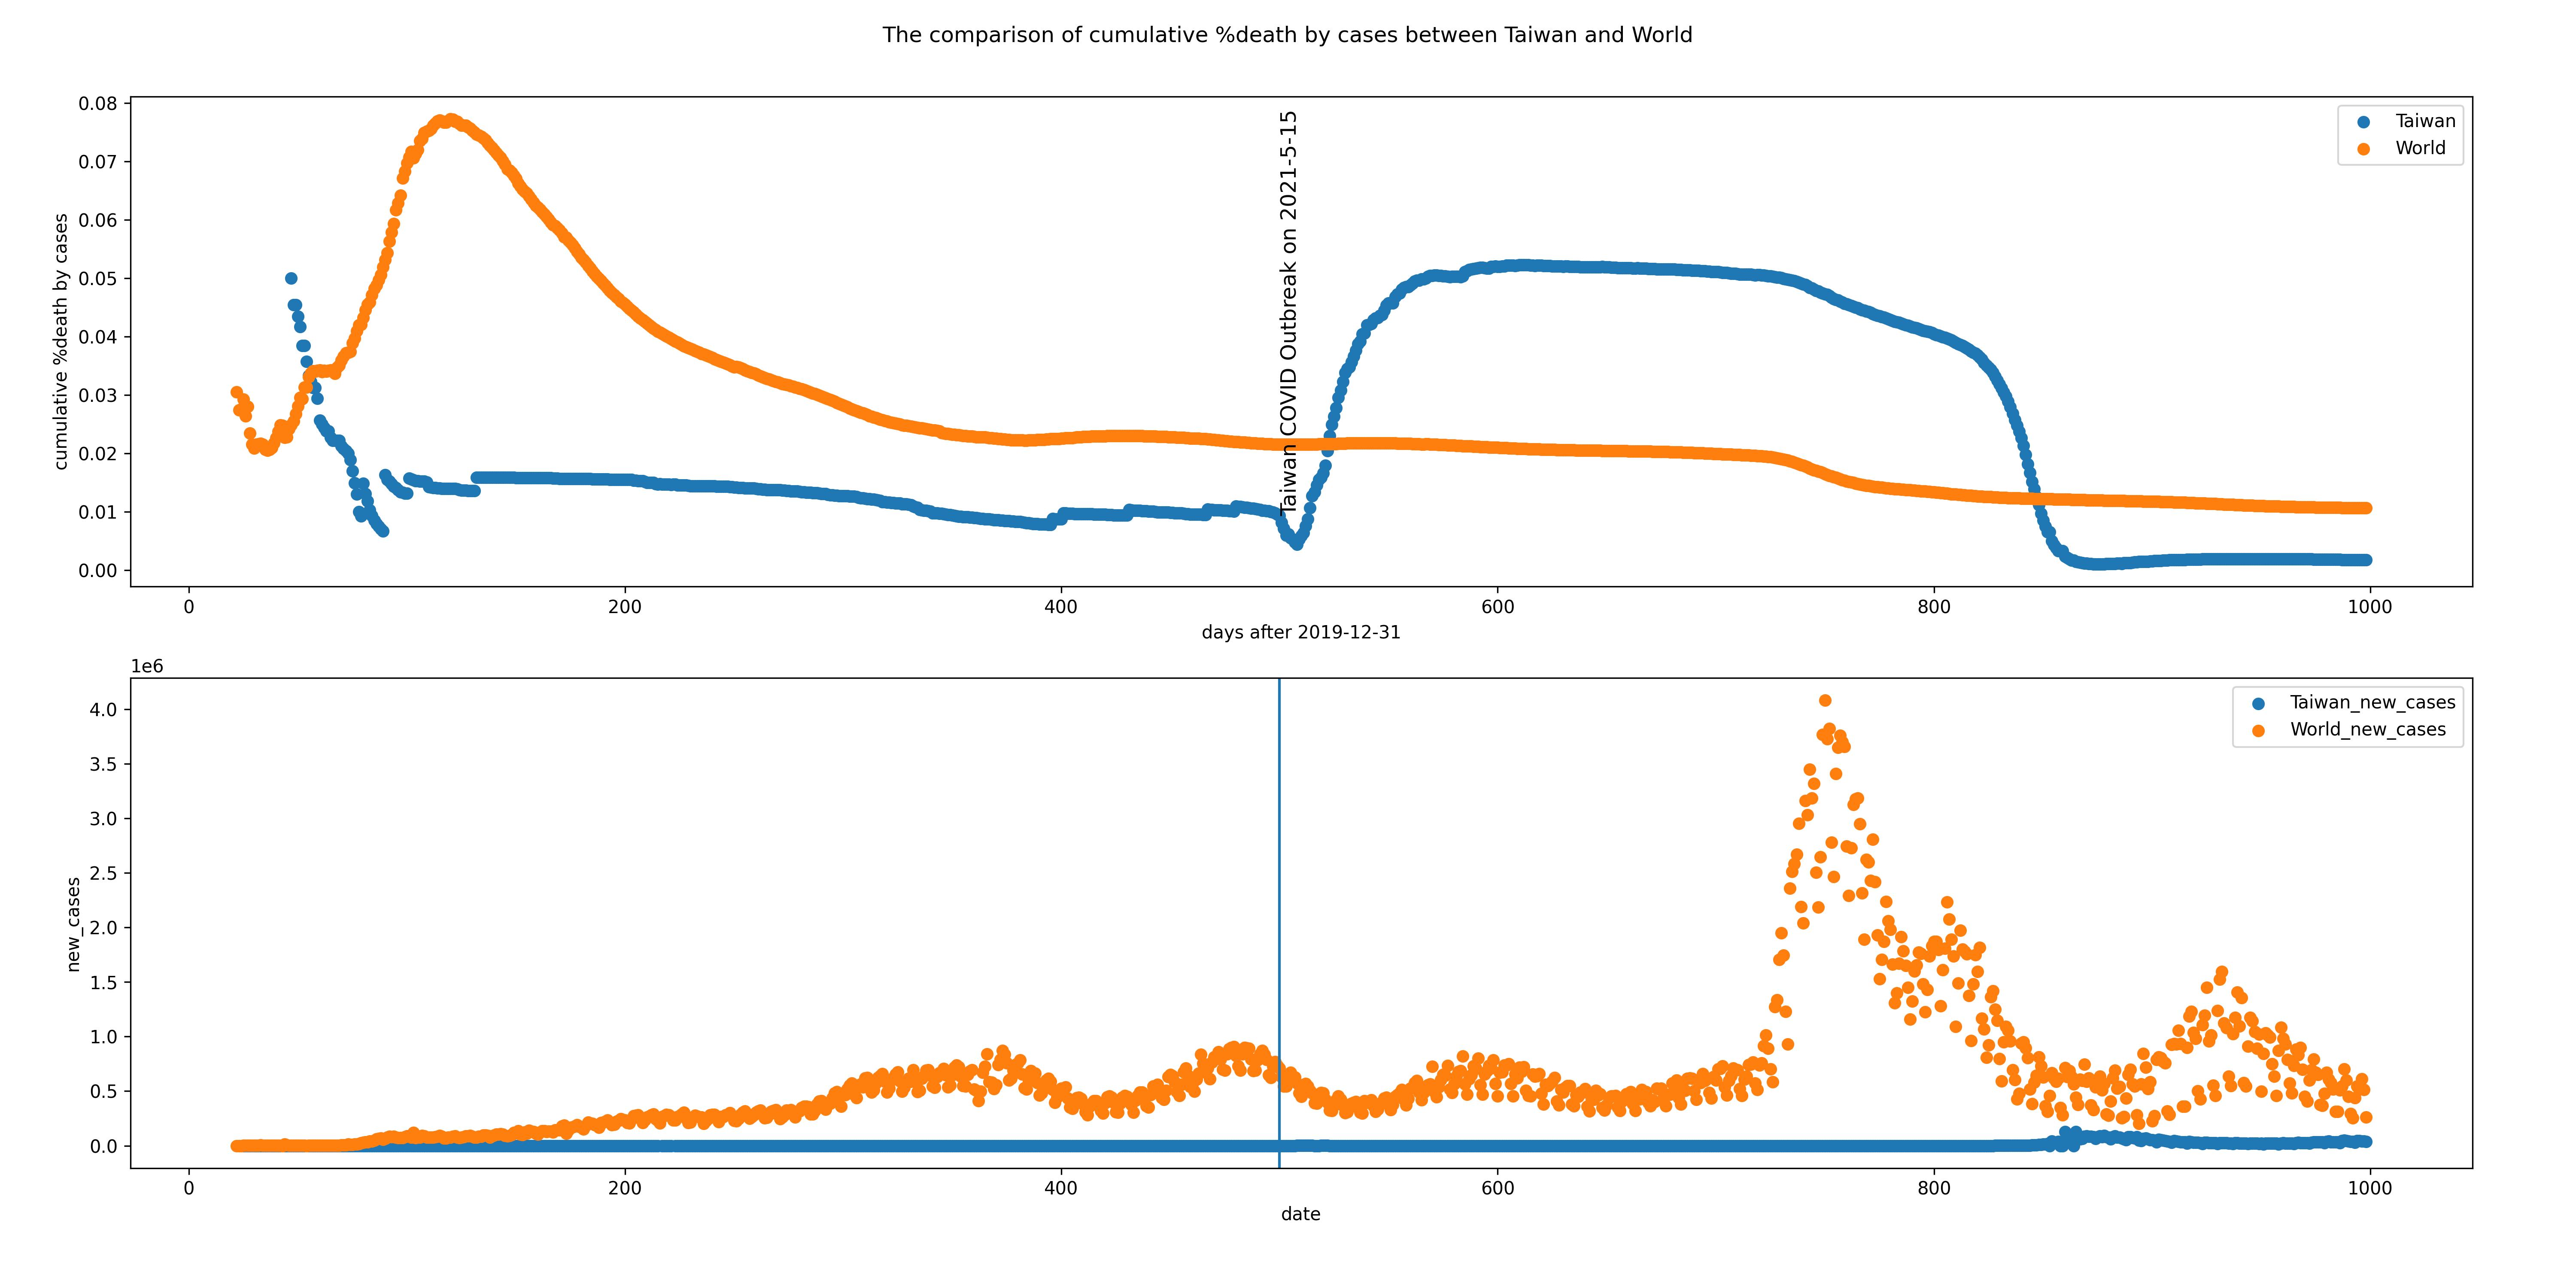 The comparison of cumulative %death by cases between Taiwan and World
0.08
0.07
0.06
0.05
0.04
0.03
0.02
0.01
0.00
cumulative %death by cases
Taiwan COVID Outbreak on 2021-5-15
Taiwan
World
0 200 400 600 800 1000
days after 2019-12-31
1e6
4.0
3.5
3.0
2.5
2.0
1.5
1.0
0.5
0.0
new_cases
Taiwan_new_cases
World_new_cases
0 200 400 600 800 1000
date